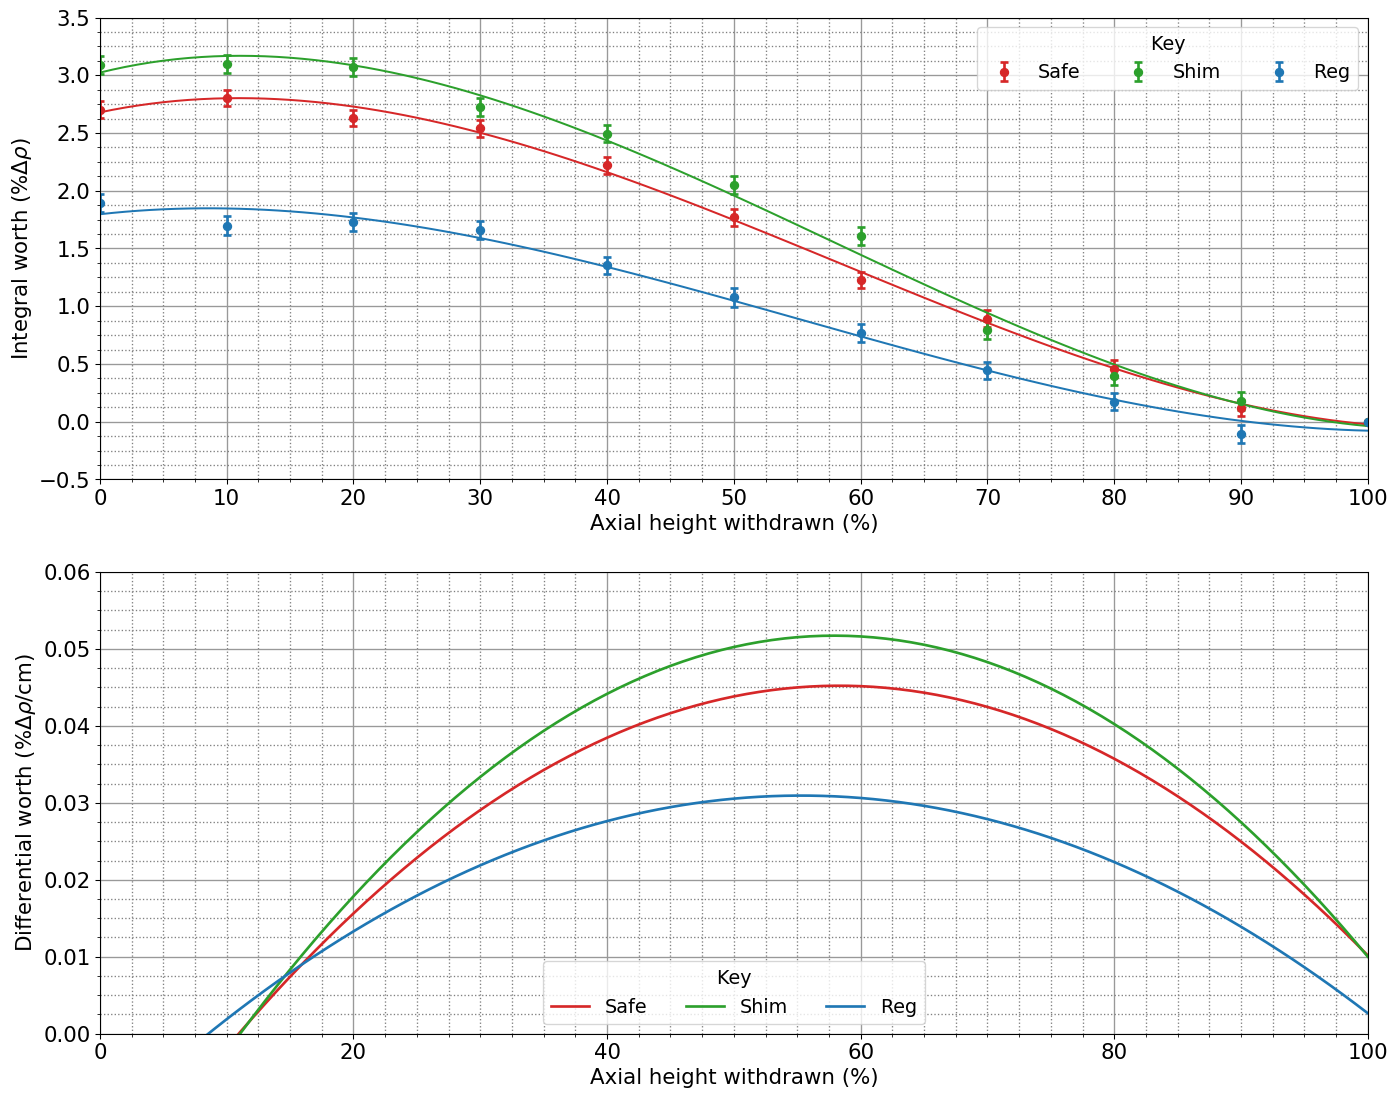 3.5
3.0
2.5
2.0
1.5
1.0
0.5
0.0
−0.5
Integral worth (%Δρ)
Key
Safe Shim Reg
0 10 20 30 40 50 60 70 80 90 100
Axial height withdrawn (%)
0.06
0.05
0.04
0.03
0.02
0.01
0.00
Differential worth (%Δρ/cm)
Key
Safe Shim Reg
0 20 40 60 80 100
Axial height withdrawn (%)